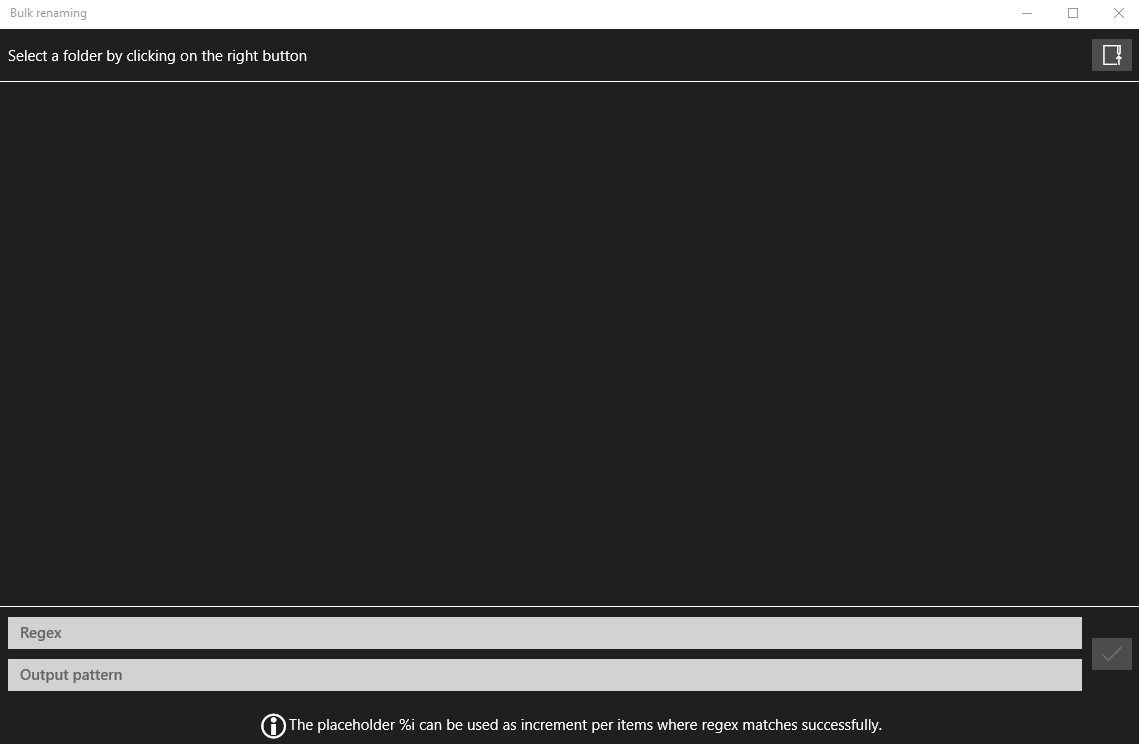 Bulk renaming
Select a folder by clicking on the right button
Regex
Output pattern
The placeholder %i can be used as increment per items where regex matches successfully.